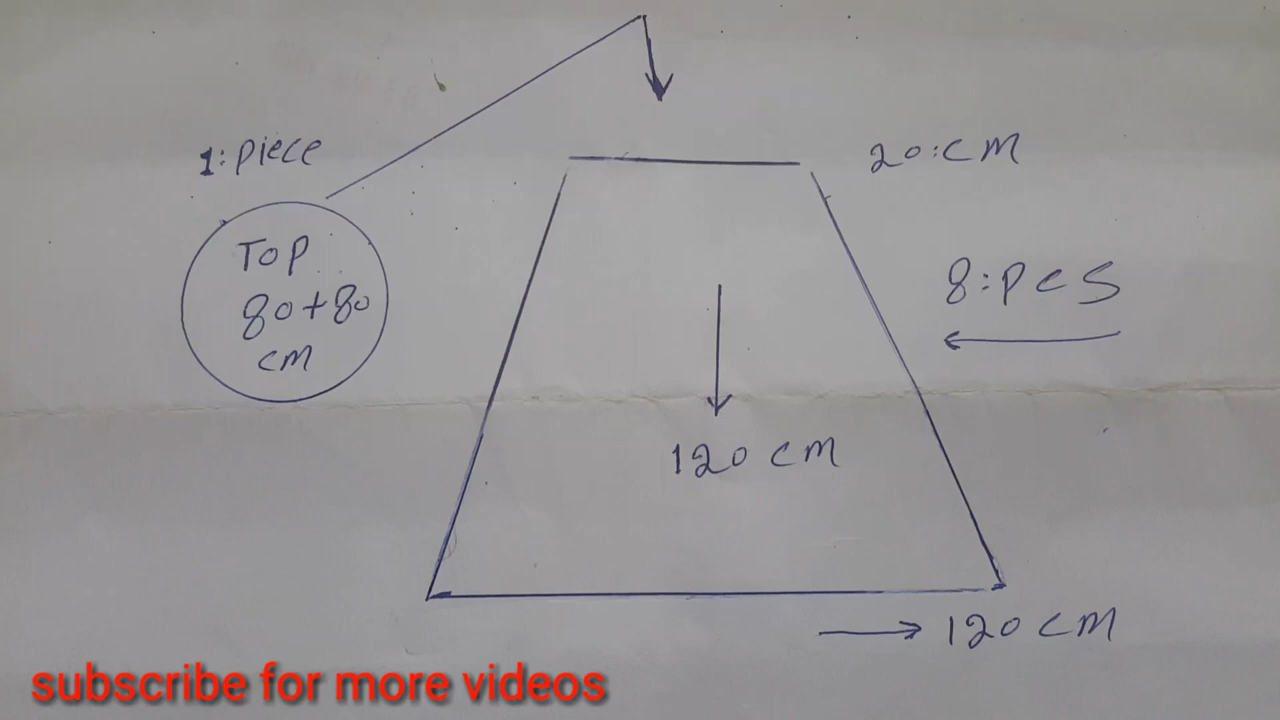 1:piece
TOP
80+80
cm
20:cm
8:pcs
120 cm
120 cm
subscribe for more videos